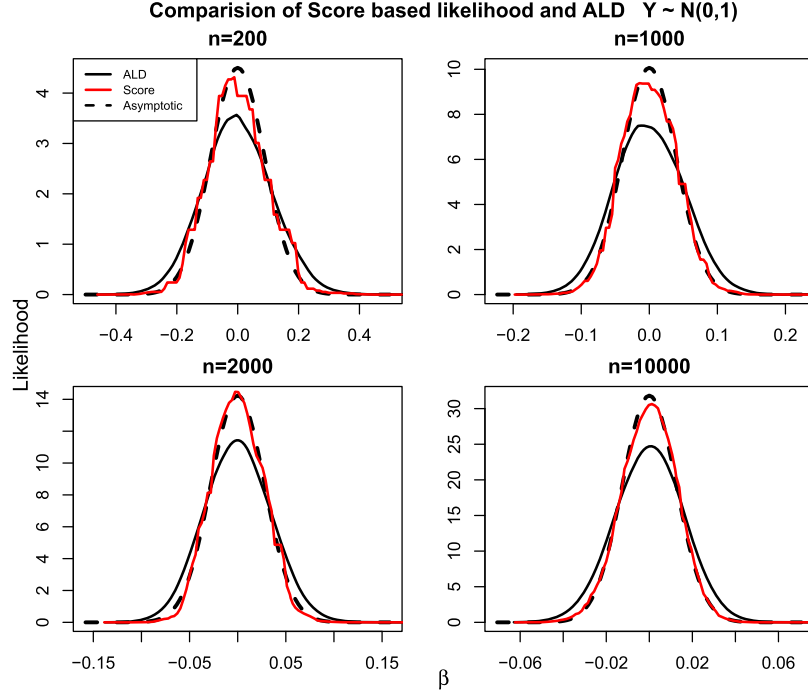 Comparision of Score based likelihood and ALD Y ~ N(0,1)
n=200
ALD
Score
Asymptotic
0 1 2 3 4
−0.4 −0.2 0.0 0.2 0.4
n=1000
0 2 4 6 8 10
−0.2 −0.1 0.0 0.1 0.2
Likelihood
n=2000
0 2 4 6 8 10 14
−0.15 −0.05 0.05 0.15
n=10000
0 5 10 15 20 25 30
−0.06 −0.02 0.02 0.06
β